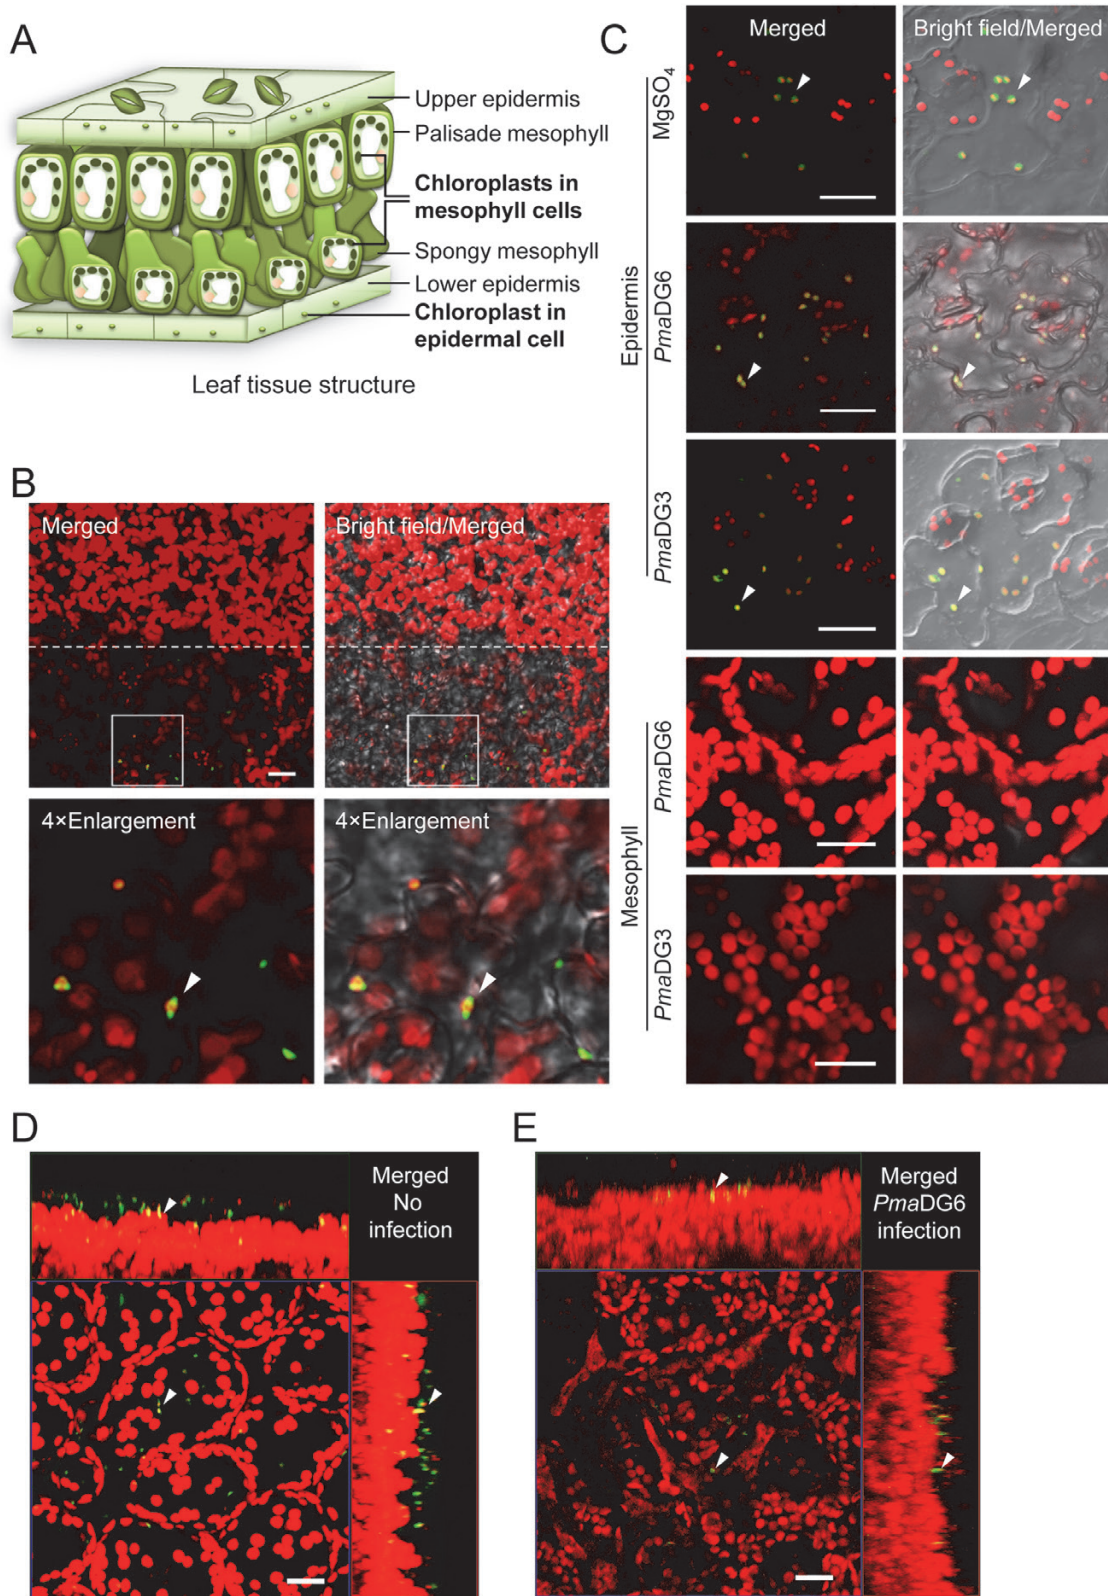 A
Upper epidermis
Palisade mesophyll
Chloroplasts in
mesophyll cells
Spongy mesophyll
Lower epidermis
Chloroplast in
epidermal cell
Leaf tissue structure
B
Merged
Bright field/Merged
4×Enlargement
4×Enlargement
C
Merged
Bright field/Merged
Epidermis
MgSO₄
PmaDG6
PmaDG3
Mesophyll
PmaDG6
PmaDG3
D
Merged
No
infection
E
Merged
PmaDG6
infection